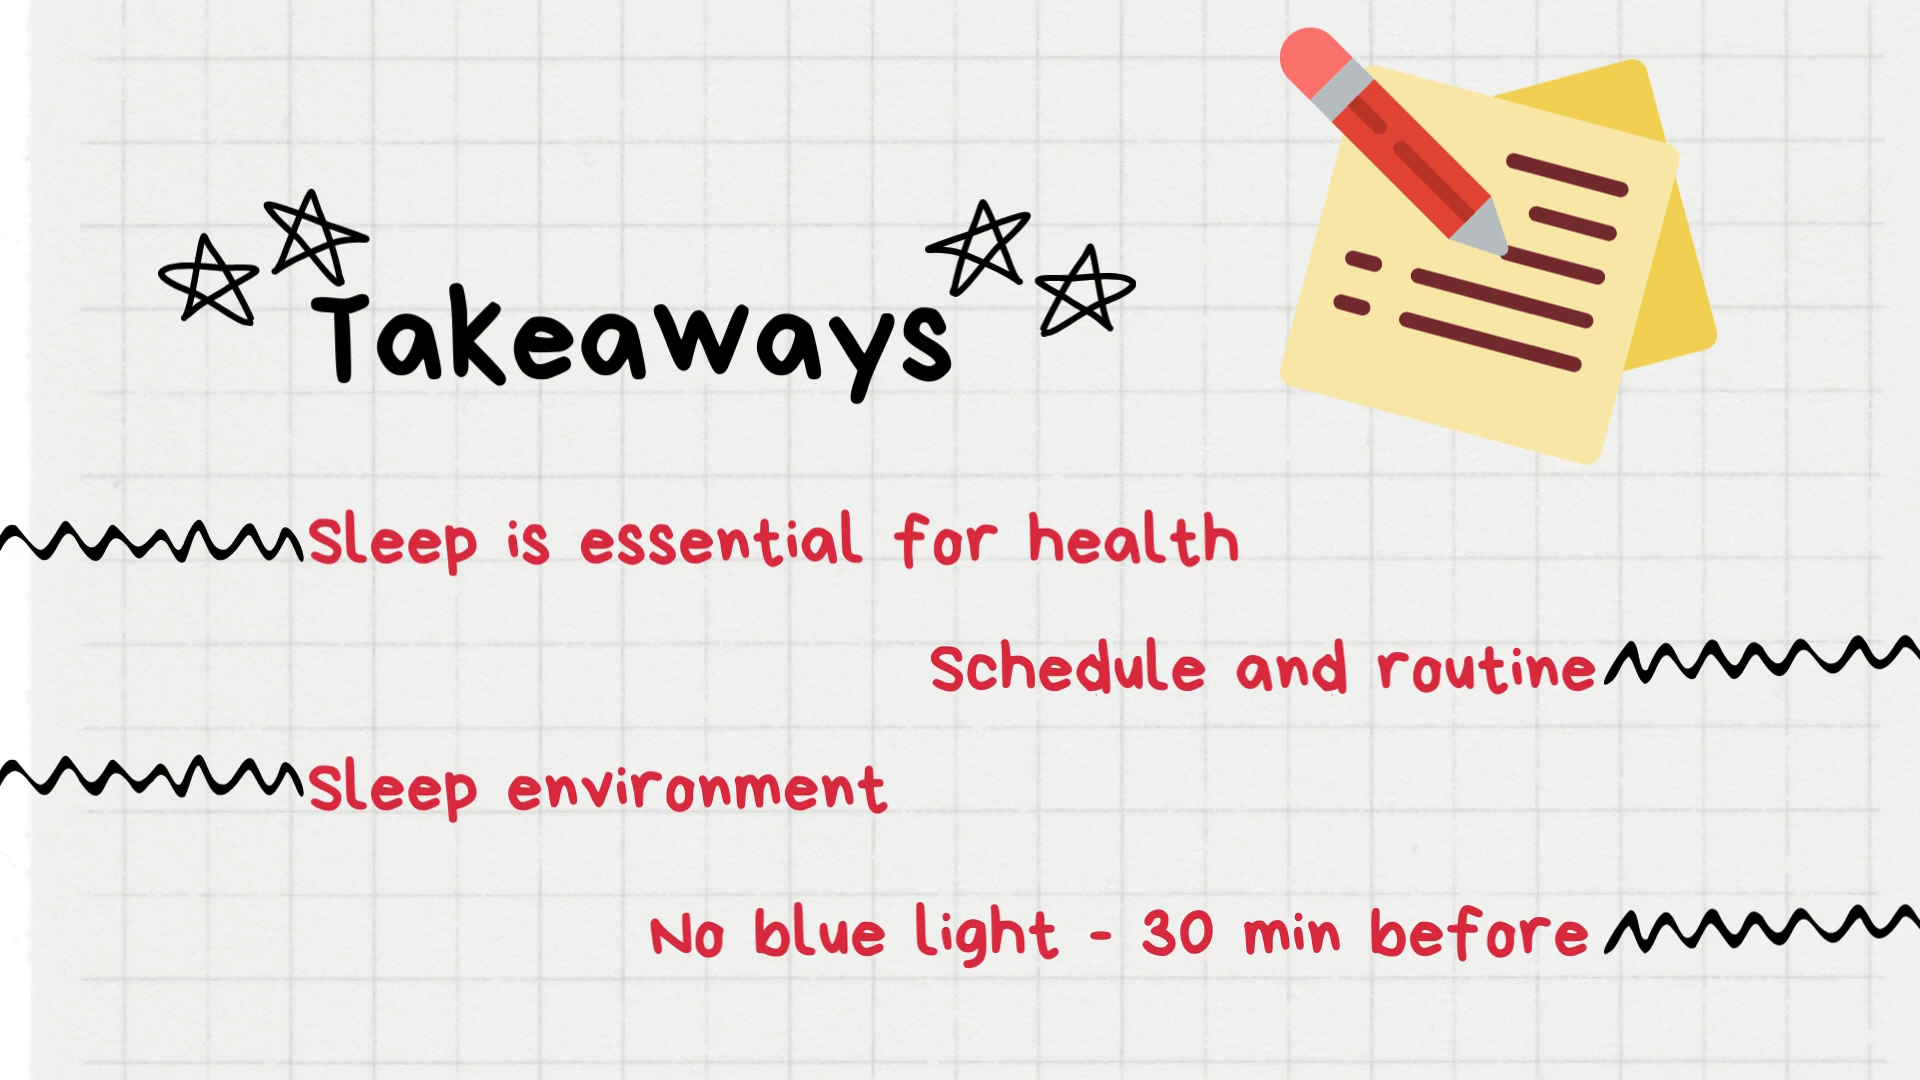 Takeaways
Sleep is essential for health
Schedule and routine
Sleep environment
No blue light - 30 min before